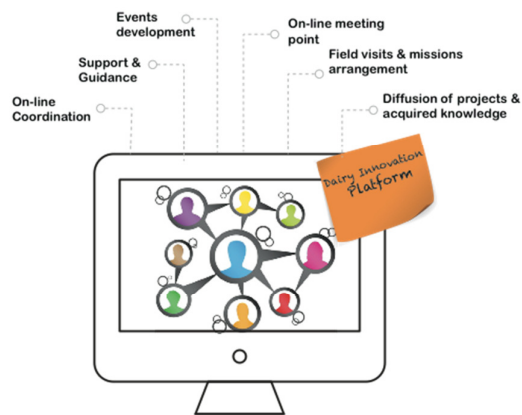 Events
development
On-line meeting
point
Support &
Guidance
Field visits & missions
arrangement
On-line
Coordination
Diffusion of projects &
acquired knowledge
Dairy Innovation
Platform